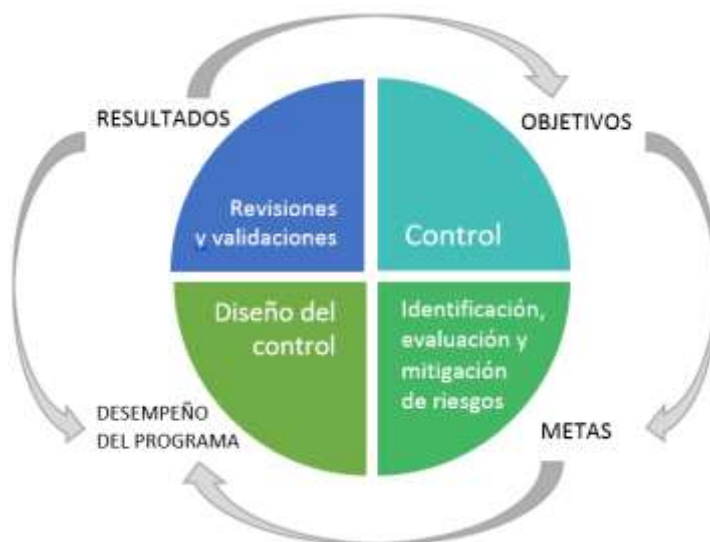 RESULTADOS
OBJETIVOS
Revisiones
y validaciones
Control
Diseño del
control
Identificación,
evaluación y
mitigación
de riesgos
DESEMPEÑO
DEL PROGRAMA
METAS